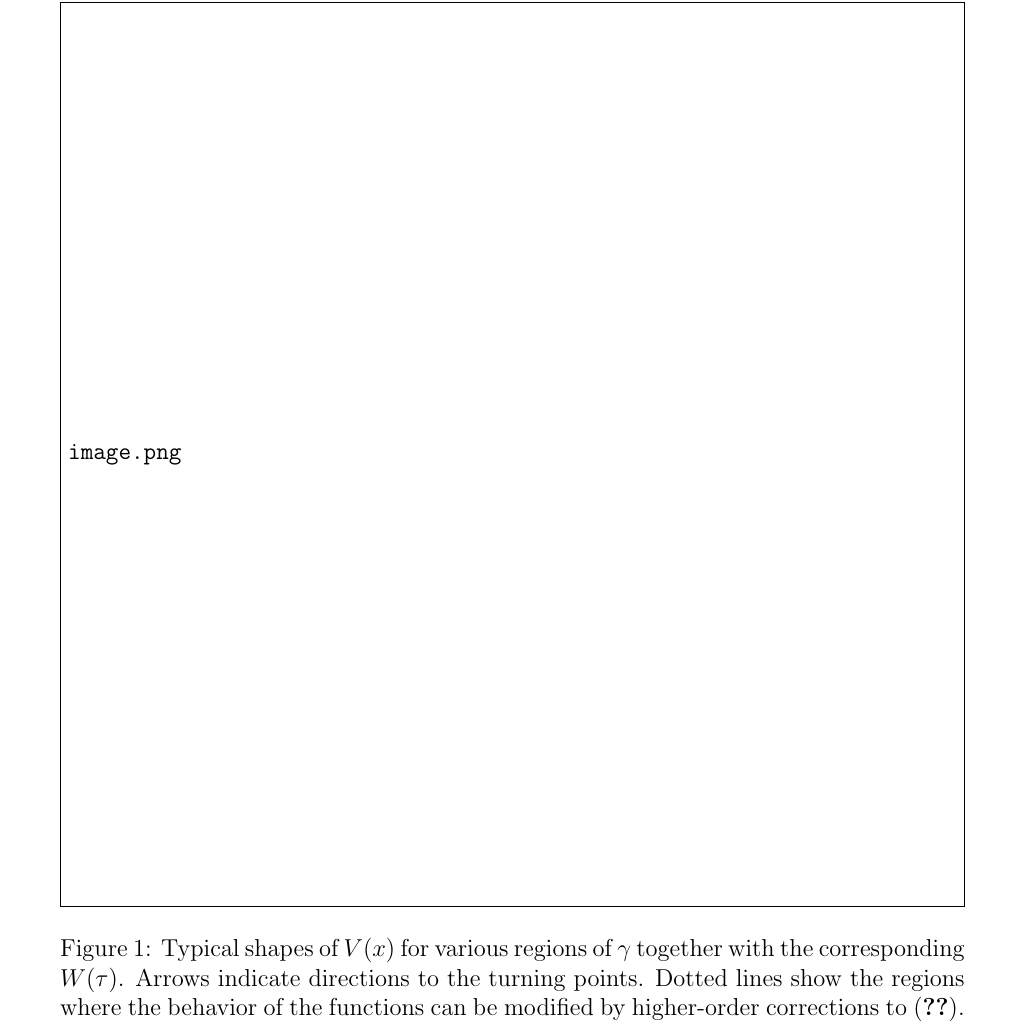 image.png
Figure 1: Typical shapes of V(x) for various regions of γ together with the corresponding
W(τ). Arrows indicate directions to the turning points. Dotted lines show the regions
where the behavior of the functions can be modified by higher-order corrections to (??).